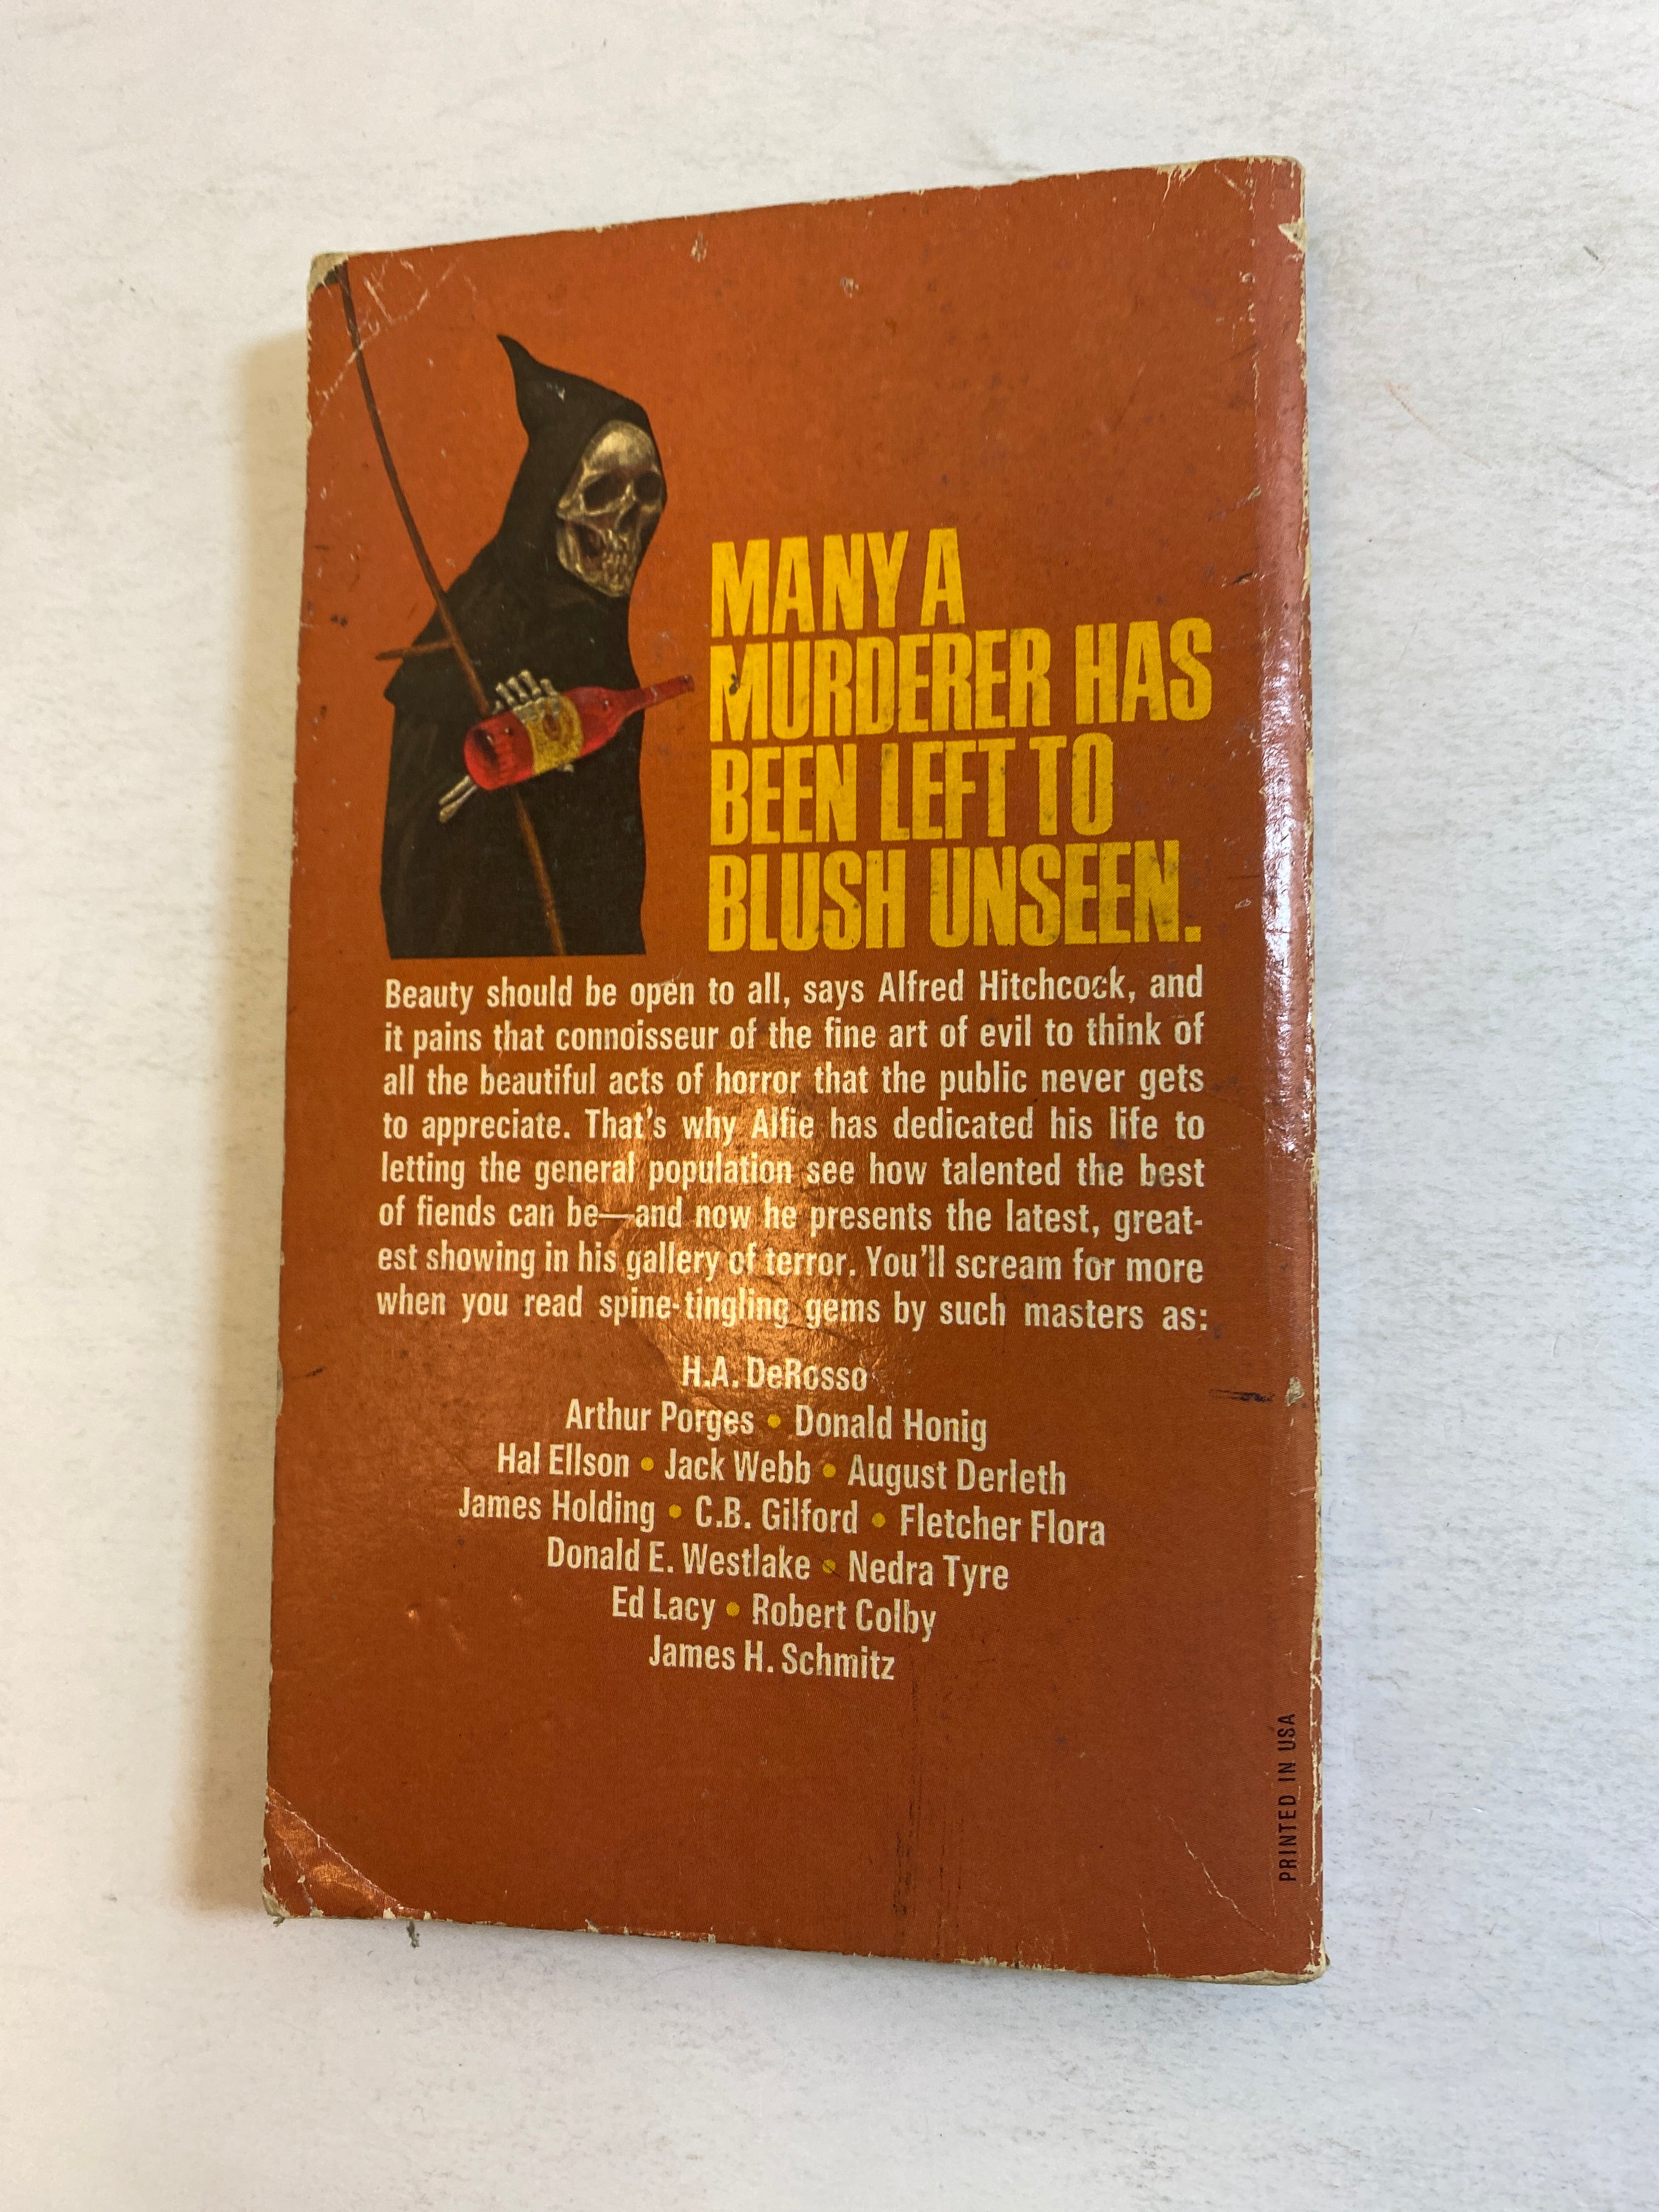 MANY A
MURDERER HAS
BEEN LEFT TO
BLUSH UNSEEN.
Beauty should be open to all, says Alfred Hitchcock, and
it pains that connoisseur of the fine art of evil to think of
all the beautiful acts of horror that the public never gets
to appreciate. That's why Alfie has dedicated his life to
letting the general population see how talented the best
of fiends can be—and now he presents the latest, great-
est showing in his gallery of terror. You'll scream for more
when you read spine-tingling gems by such masters as:
H.A. DeRosso
Arthur Porges • Donald Honig
Hal Ellson • Jack Webb • August Derleth
James Holding • C.B. Gilford • Fletcher Flora
Donald E. Westlake • Nedra Tyre
Ed Lacy • Robert Colby
James H. Schmitz
PRINTED IN USA